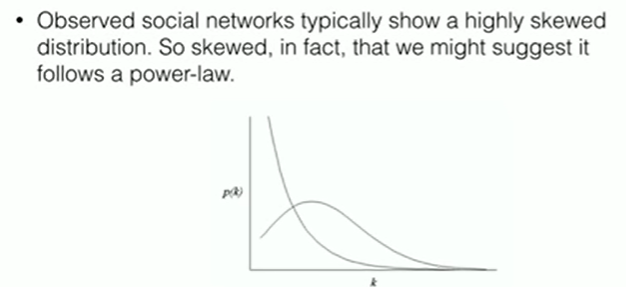 • Observed social networks typically show a highly skewed
distribution. So skewed, in fact, that we might suggest it
follows a power-law.
p(k)
k